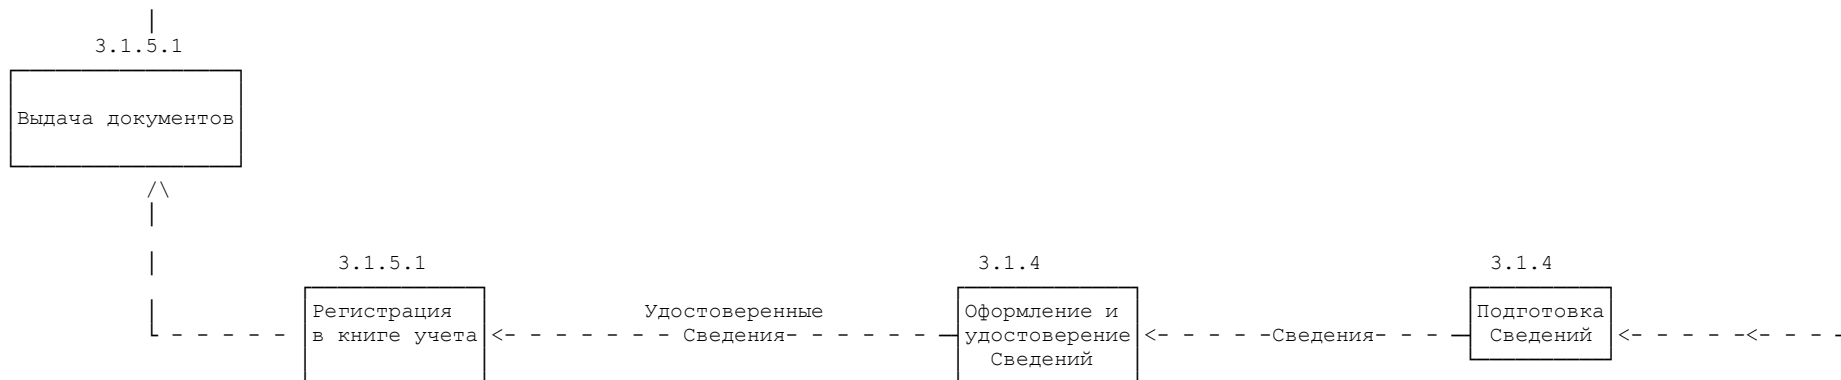 3.1.5.1
Выдача документов
3.1.5.1
3.1.4
3.1.4
Регистрация
в книге учета
Удостоверенные
Сведения
Оформление и
удостоверение
Сведений
Сведения
Подготовка
Сведений